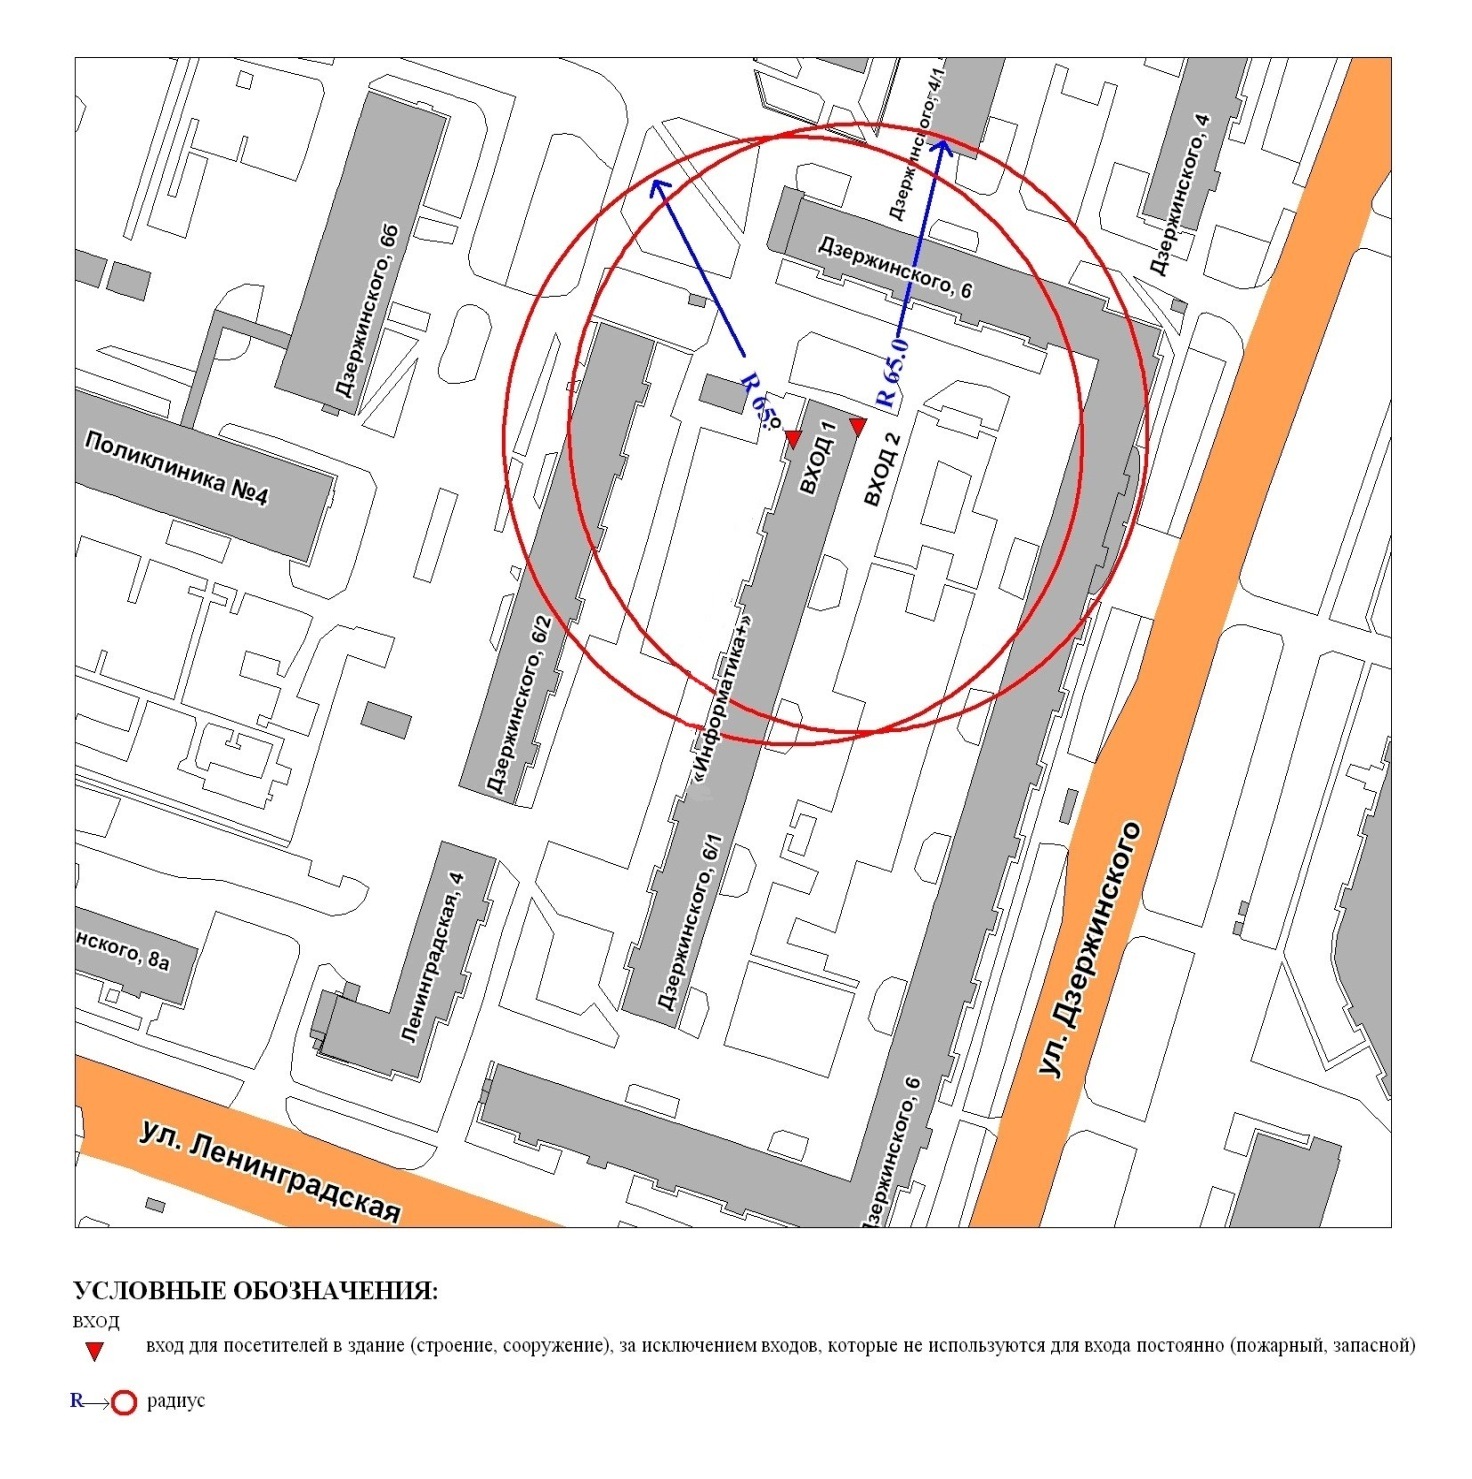 Дзержинского, 4/1
Дзержинского, 4
Дзержинского, 6б
Дзержинского, 6
R 65.0
R 65.0
Поликлиника №4
ВХОД 1
ВХОД 2
Дзержинского, 6/2
«Информатика+»
Дзержинского, 6/1
Ленинградская, 4
нского, 8а
ул. Дзержинского
Дзержинского, 6
ул. Ленинградская
УСЛОВНЫЕ ОБОЗНАЧЕНИЯ:
ВХОД
вход для посетителей в здание (строение, сооружение), за исключением входов, которые не используются для входа постоянно (пожарный, запасной)
R
радиус